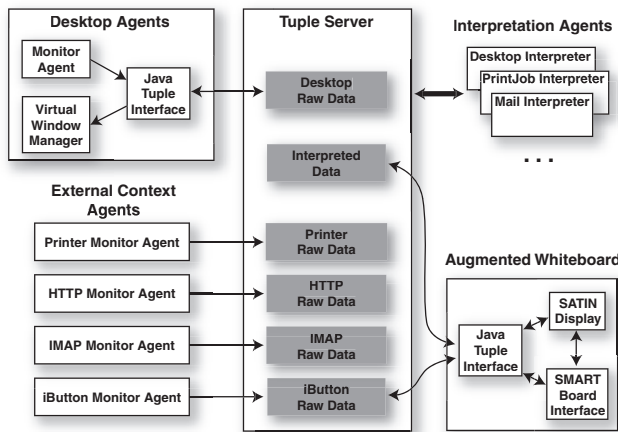 Desktop Agents
Monitor
Agent
Java
Tuple
Interface
Virtual
Window
Manager
External Context
Agents
Printer Monitor Agent
HTTP Monitor Agent
IMAP Monitor Agent
iButton Monitor Agent
Tuple Server
Desktop
Raw Data
Interpreted
Data
Printer
Raw Data
HTTP
Raw Data
IMAP
Raw Data
iButton
Raw Data
Interpretation Agents
Desktop Interpreter
PrintJob Interpreter
Mail Interpreter
. . .
Augmented Whiteboard
Java
Tuple
Interface
SATIN
Display
SMART
Board
Interface